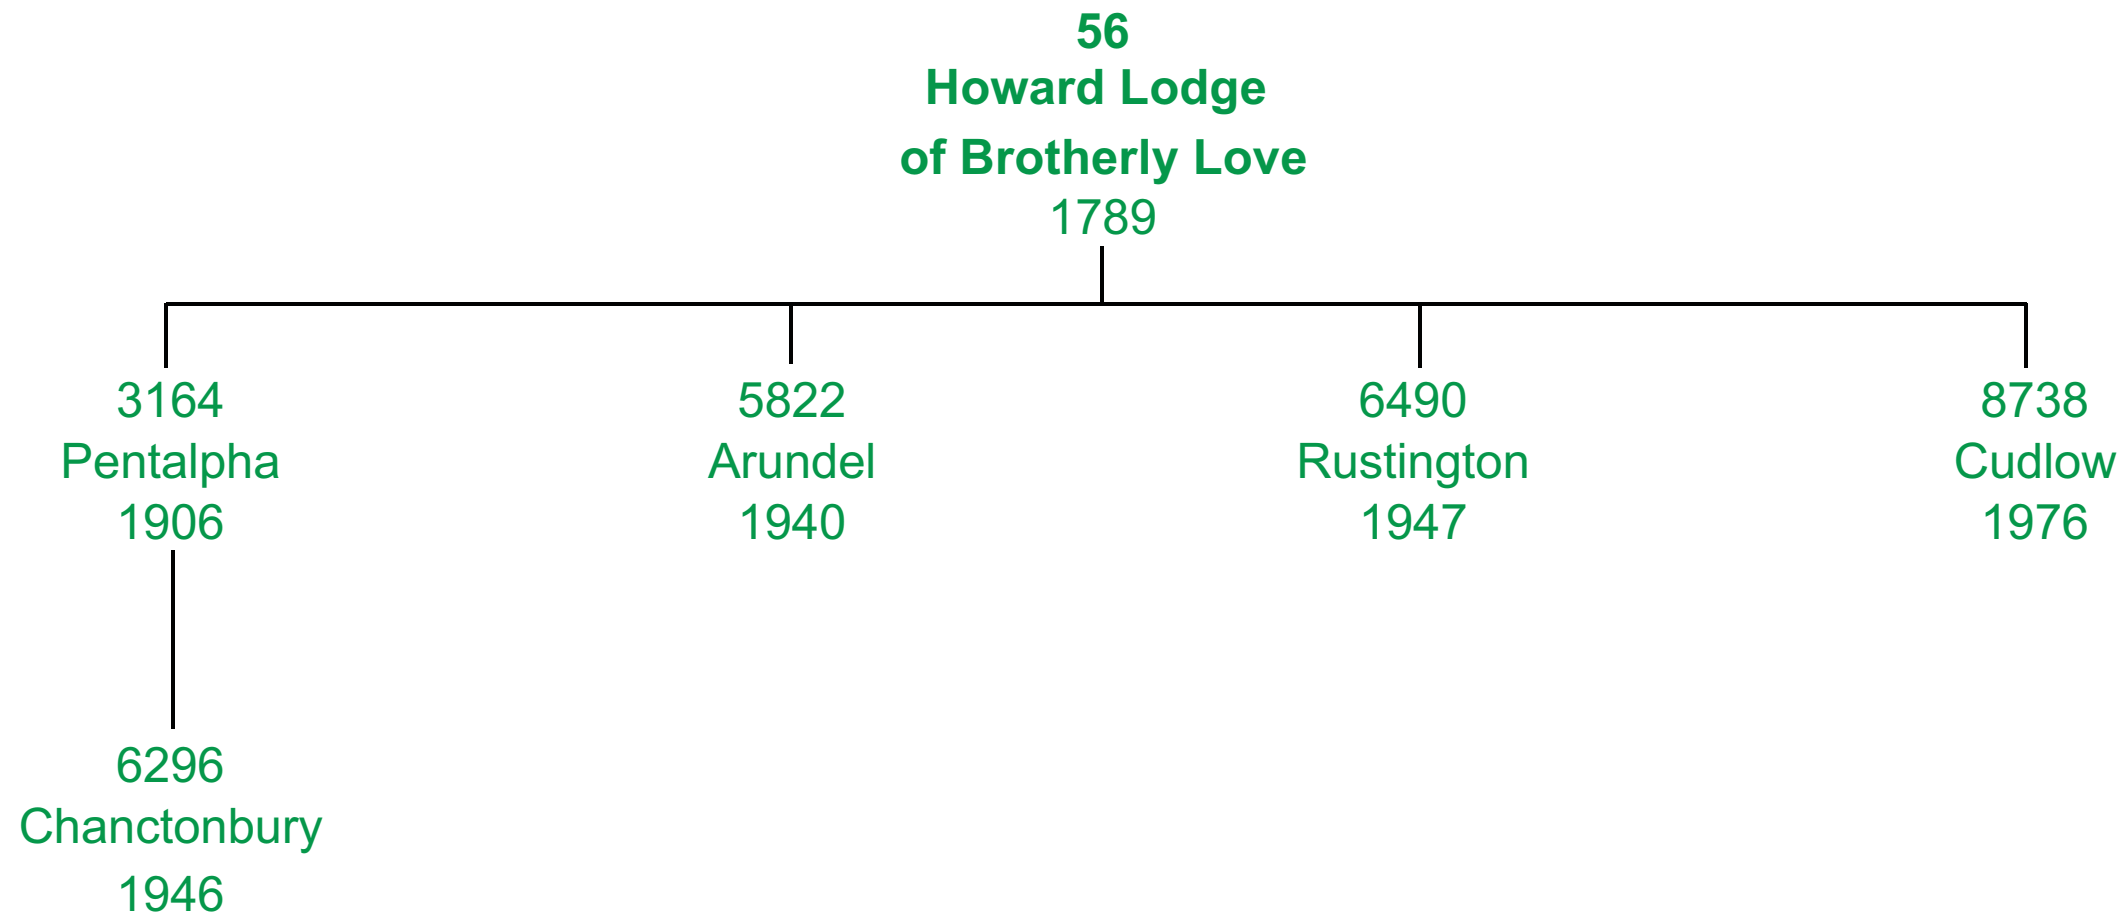 56
Howard Lodge
of Brotherly Love
1789
3164
Pentalpha
1906
5822
Arundel
1940
6490
Rustington
1947
8738
Cudlow
1976
6296
Chanctonbury
1946